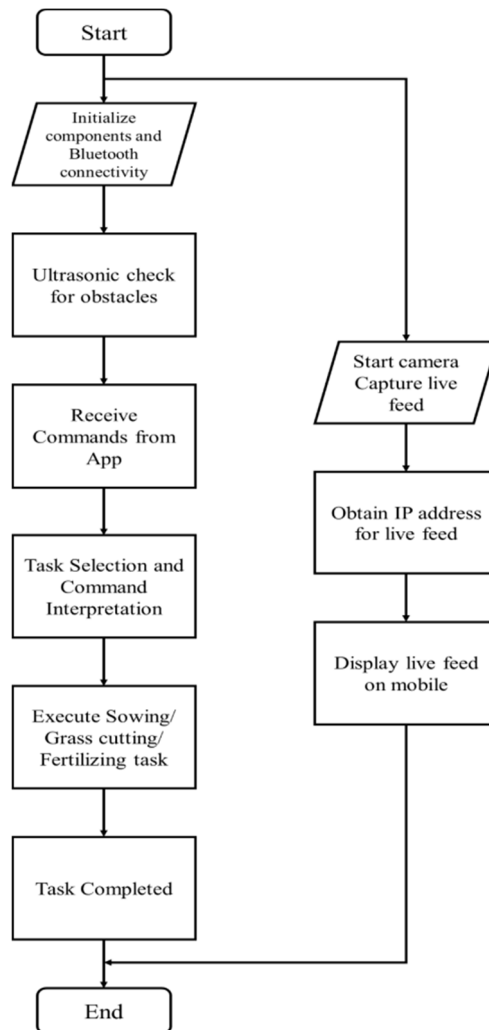 Start
Initialize
components and
Bluetooth
connectivity
Ultrasonic check
for obstacles
Receive
Commands from
App
Task Selection and
Command
Interpretation
Execute Sowing/
Grass cutting/
Fertilizing task
Task Completed
Start camera
Capture live
feed
Obtain IP address
for live feed
Display live feed
on mobile
End